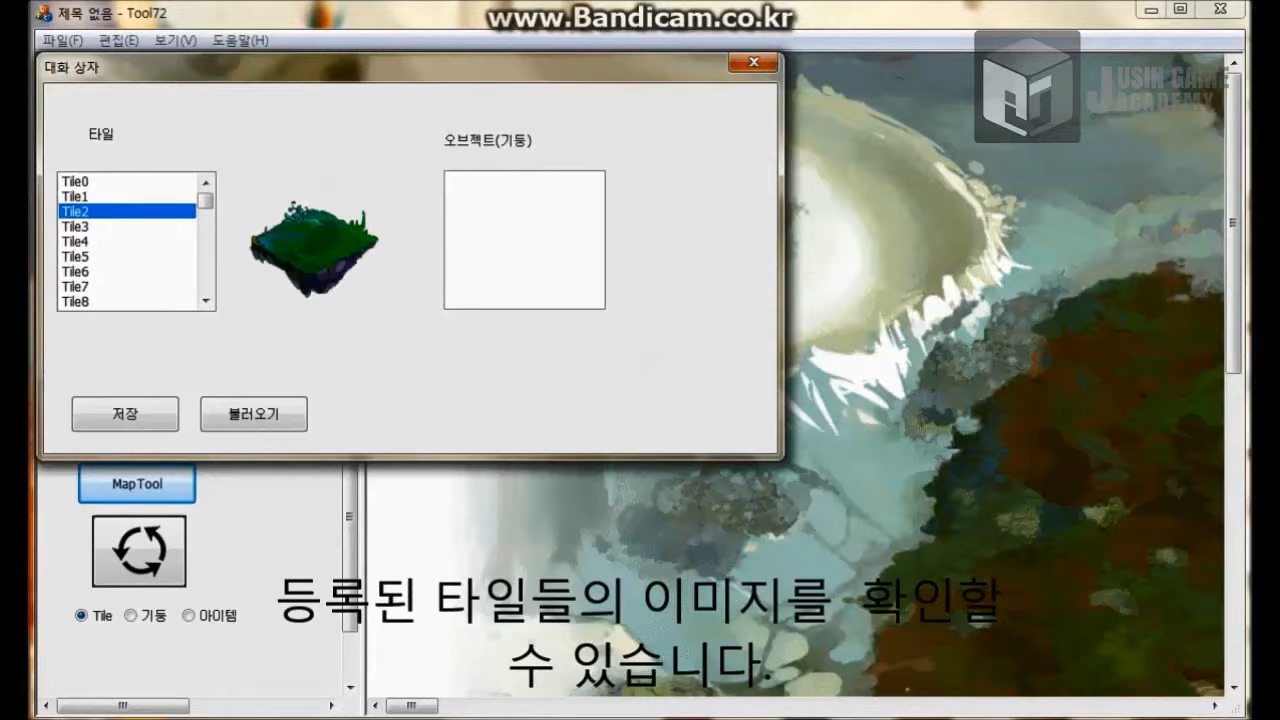 제목 없음 - Tool72
www.Bandicam.co.kr
파일(F) 편집(E) 보기(V) 도움말(H)
대화 상자
JUSIN GAME
ACADEMY
타일
오브젝트(기둥)
Tile0
Tile1
Tile2
Tile3
Tile4
Tile5
Tile6
Tile7
Tile8
저장
불러오기
MapTool
Tile 기둥 아이템
등록된 타일들의 이미지를 확인할
수 있습니다.